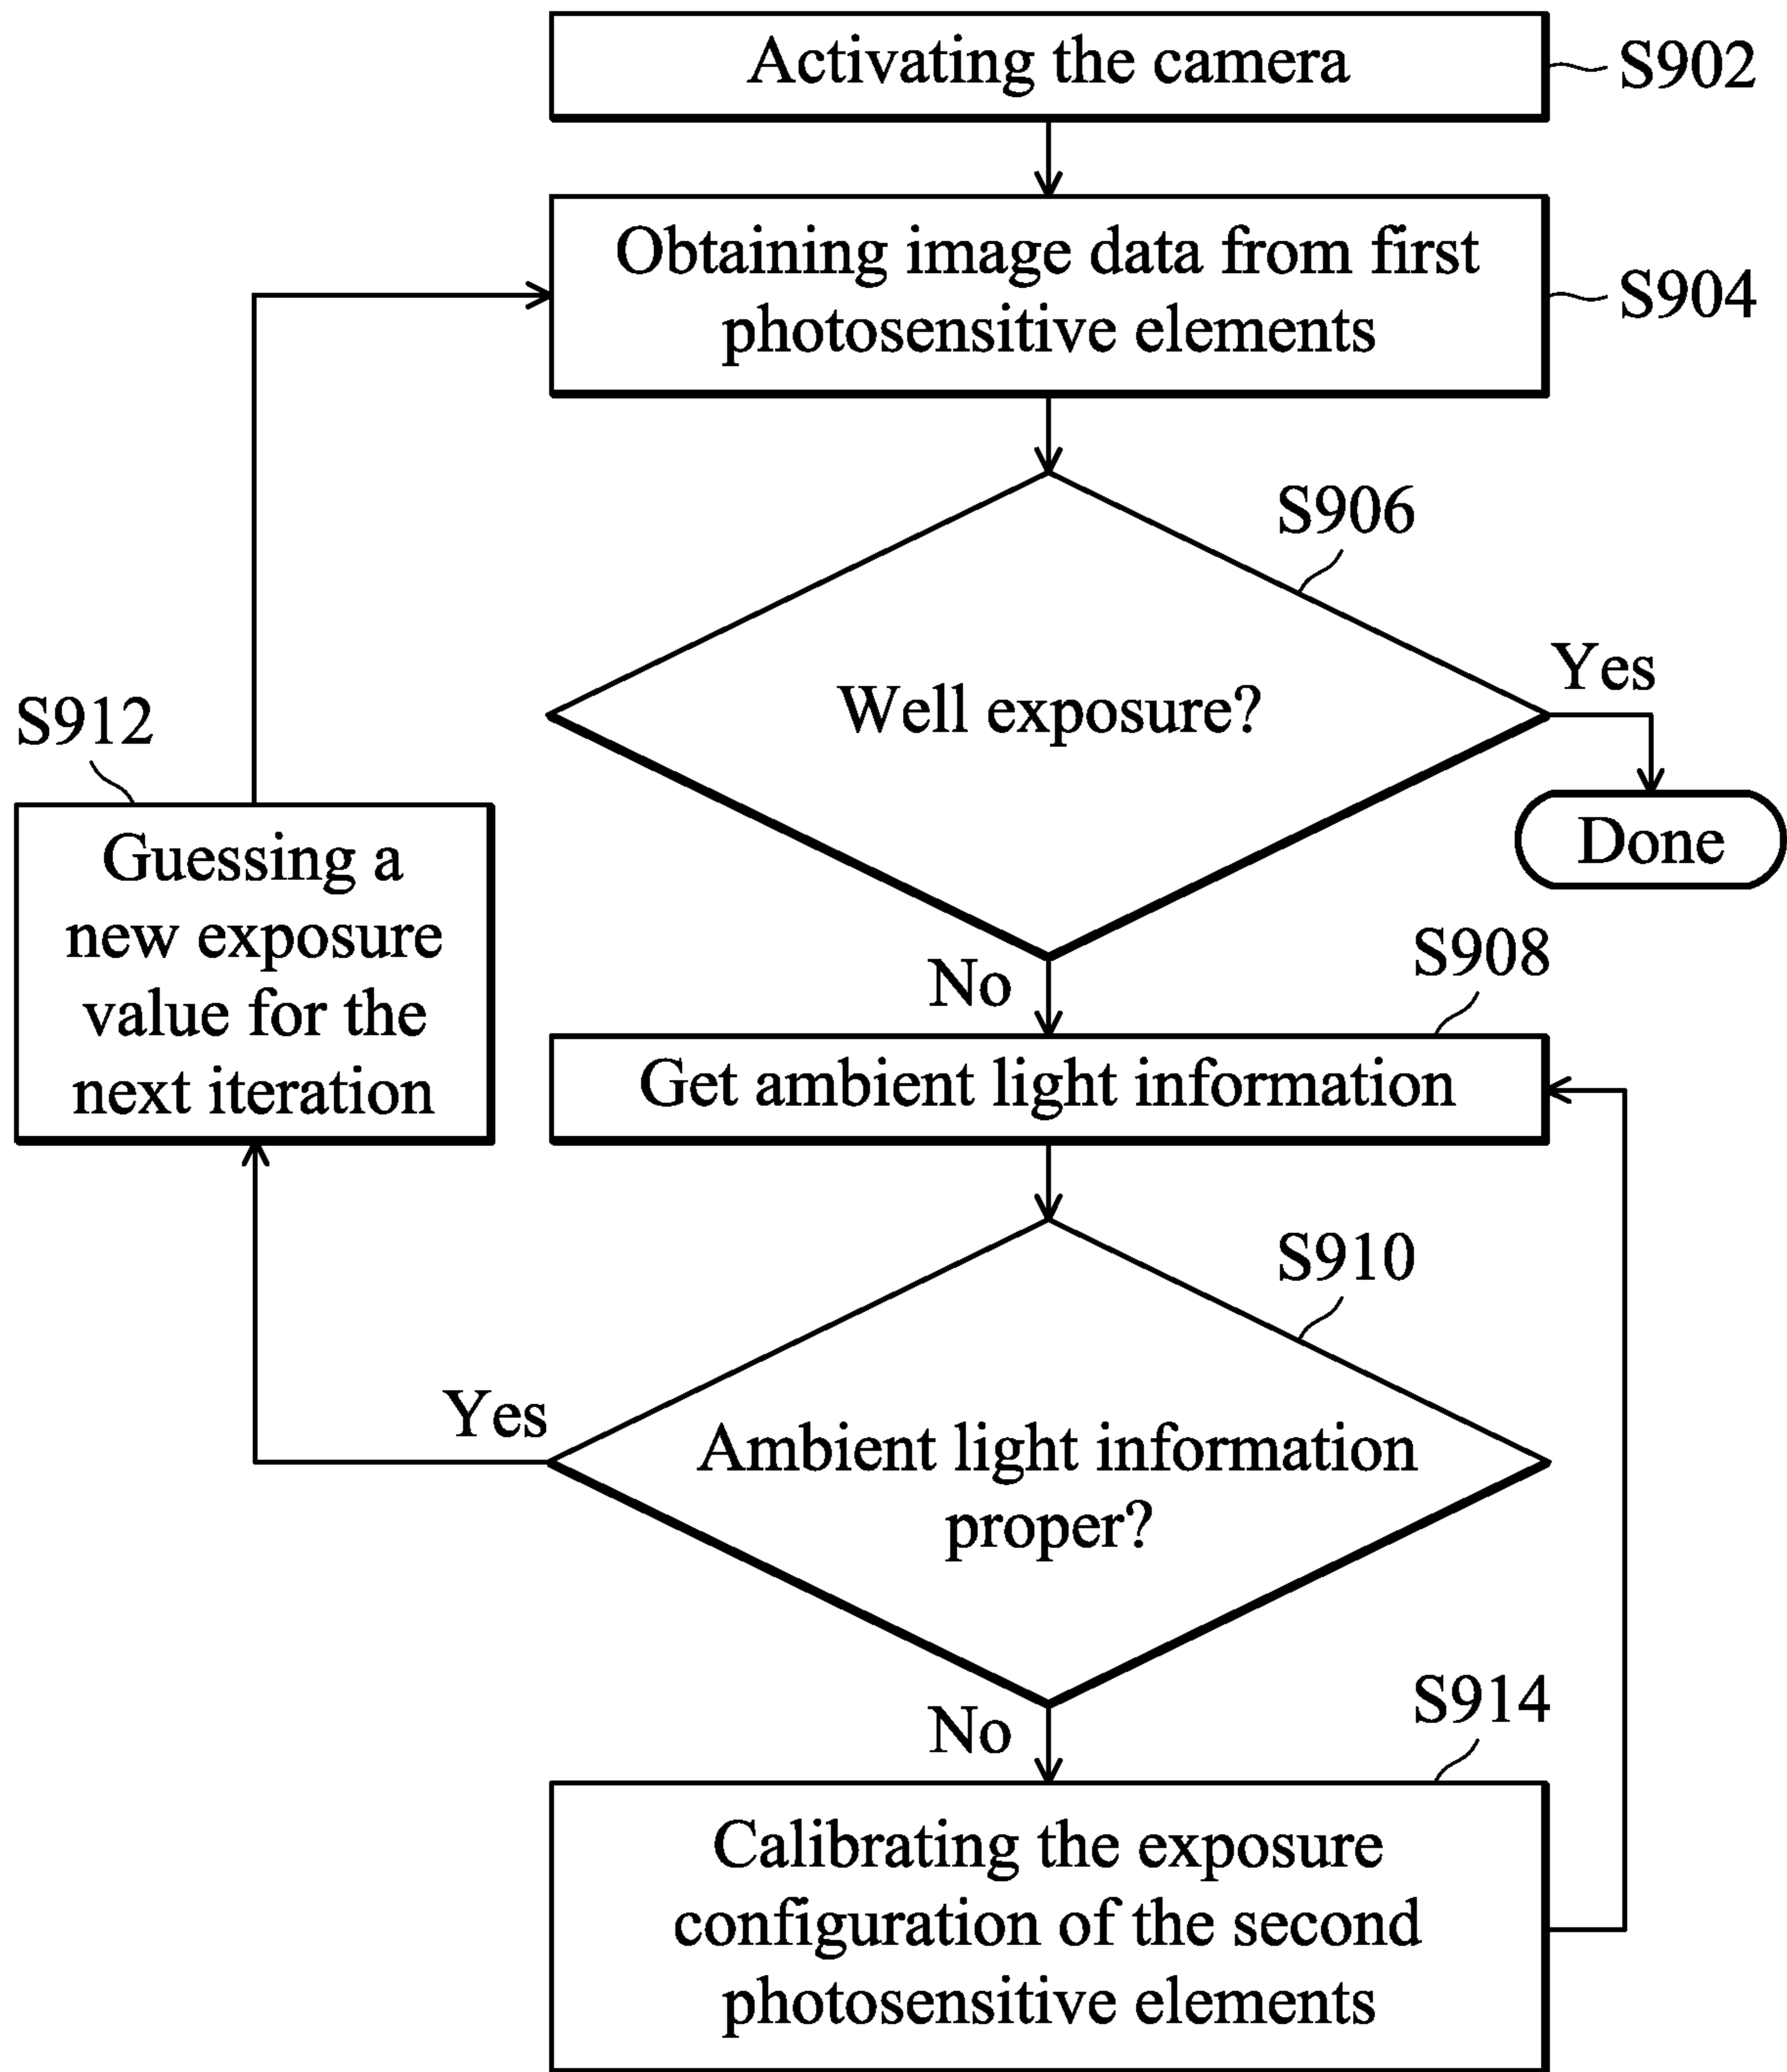 Activating the camera
S902
Obtaining image data from first
photosensitive elements
S904
S906
Well exposure?
Yes
Done
S912
Guessing a
new exposure
value for the
next iteration
No
S908
Get ambient light information
S910
Ambient light information
proper?
Yes
No
S914
Calibrating the exposure
configuration of the second
photosensitive elements